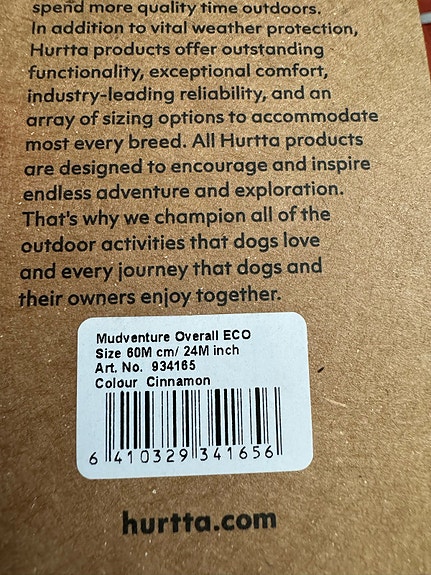 spend more quality time outdoors.
In addition to vital weather protection,
Hurtta products offer outstanding
functionality, exceptional comfort,
industry-leading reliability, and an
array of sizing options to accommodate
most every breed. All Hurtta products
are designed to encourage and inspire
endless adventure and exploration.
That's why we champion all of the
outdoor activities that dogs love
and every journey that dogs and
their owners enjoy together.
Mudventure Overall ECO
Size 60M cm/ 24M inch
Art. No. 934165
Colour Cinnamon
6 410329 341656
hurtta.com